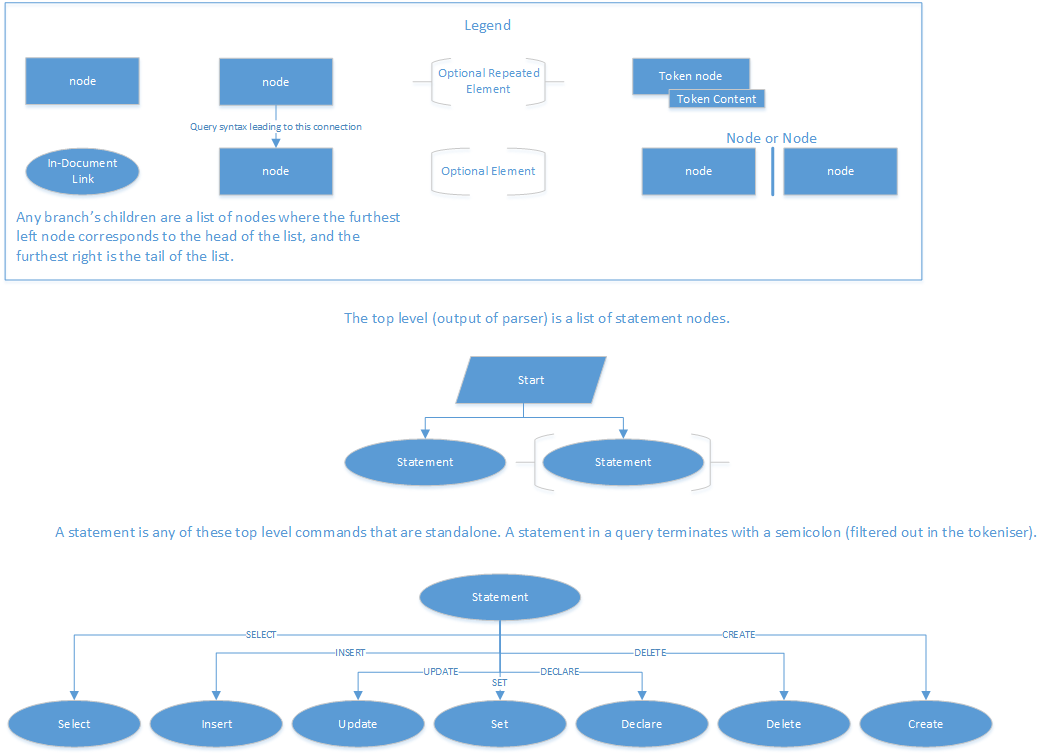 Legend
node
node
Optional Repeated
Element
Token node
Token Content
Query syntax leading to this connection
Node or Node
In-Document
Link
node
Optional Element
node
node
Any branch's children are a list of nodes where the furthest
left node corresponds to the head of the list, and the
furthest right is the tail of the list.
The top level (output of parser) is a list of statement nodes.
Start
Statement
Statement
A statement is any of these top level commands that are standalone. A statement in a query terminates with a semicolon (filtered out in the tokeniser).
Statement
SELECT
CREATE
INSERT
DELETE
UPDATE
DECLARE
SET
Select
Insert
Update
Set
Declare
Delete
Create